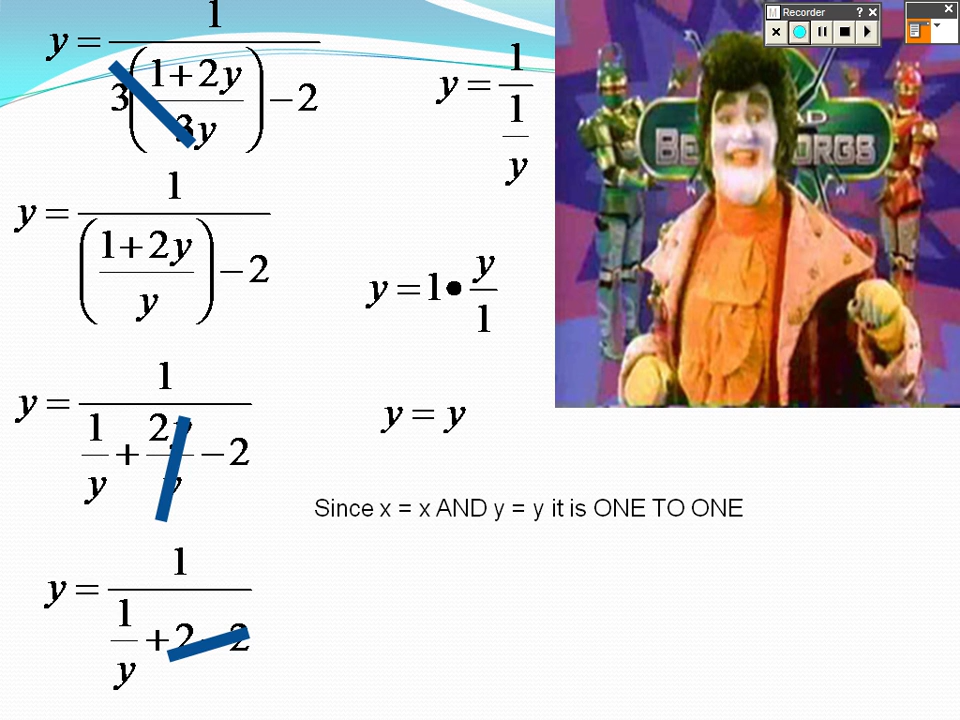 y = 1 / (3((1+2y)/(3y)) − 2)
y = 1 / (((1+2y)/y) − 2)
y = 1 / (1/y + 2y/y − 2)
y = 1 / (1/y + 2 − 2)
y = 1 / (1/y)
y = 1 • y/1
y = y
Since x = x AND y = y it is ONE TO ONE
Recorder